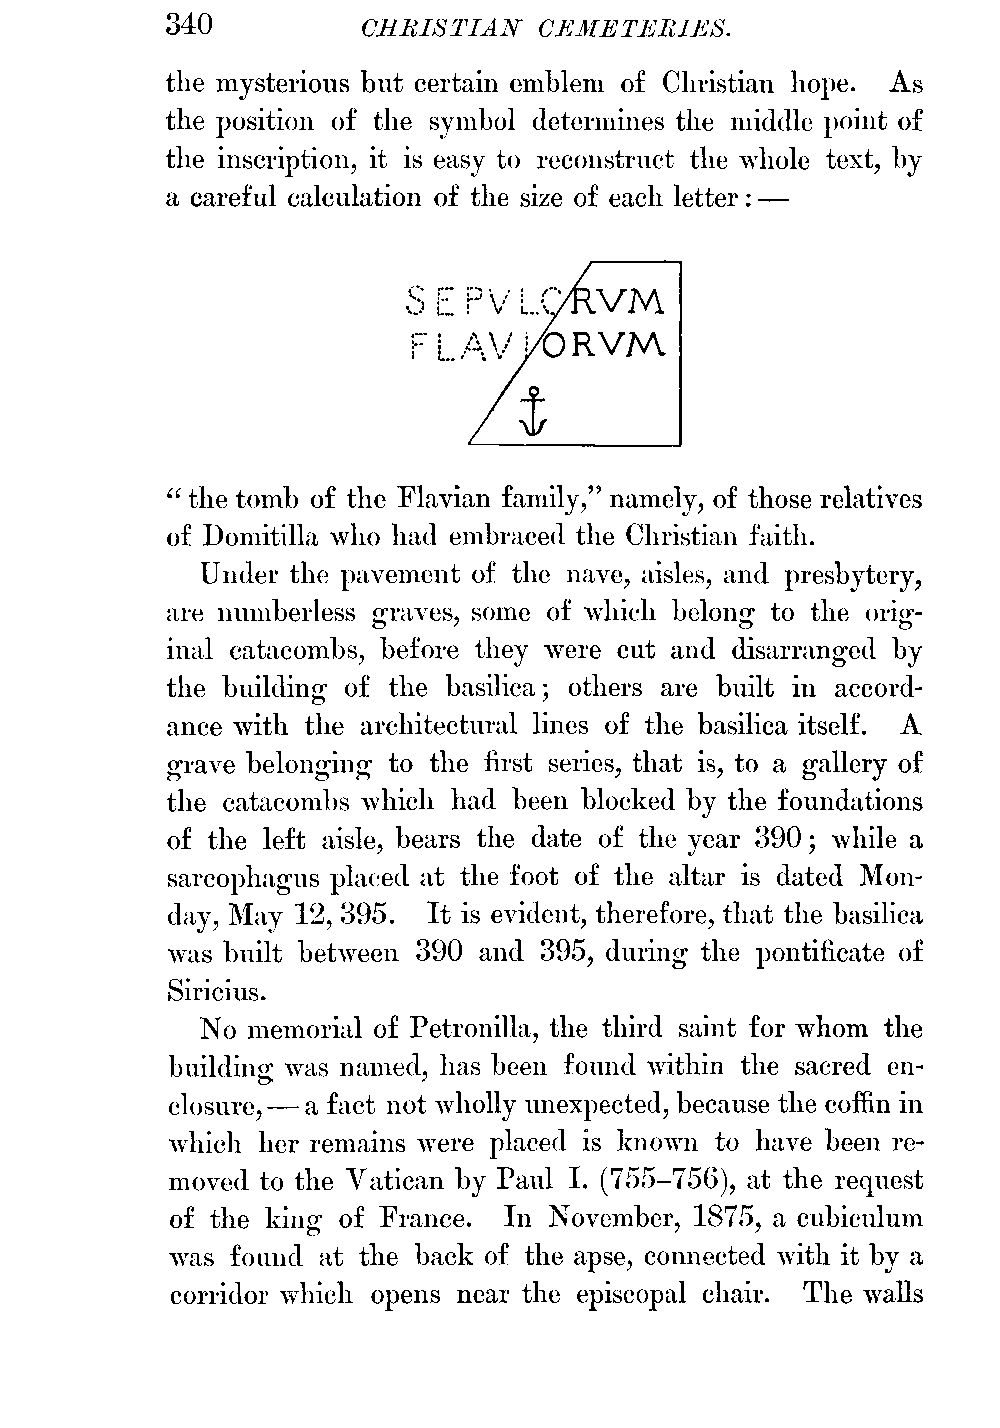 340 CHRISTIAN CEMETERIES.
the mysterious but certain emblem of Christian hope. As
the position of the symbol determines the middle point of
the inscription, it is easy to reconstruct the whole text, by
a careful calculation of the size of each letter: —
SEPVLCRVM
FLAVIORVM
“the tomb of the Flavian family,” namely, of those relatives
of Domitilla who had embraced the Christian faith.
Under the pavement of the nave, aisles, and presbytery,
are numberless graves, some of which belong to the orig-
inal catacombs, before they were cut and disarranged by
the building of the basilica; others are built in accord-
ance with the architectural lines of the basilica itself. A
grave belonging to the first series, that is, to a gallery of
the catacombs which had been blocked by the foundations
of the left aisle, bears the date of the year 390; while a
sarcophagus placed at the foot of the altar is dated Mon-
day, May 12, 395. It is evident, therefore, that the basilica
was built between 390 and 395, during the pontificate of
Siricius.
No memorial of Petronilla, the third saint for whom the
building was named, has been found within the sacred en-
closure, — a fact not wholly unexpected, because the coffin in
which her remains were placed is known to have been re-
moved to the Vatican by Paul I. (755–756), at the request
of the king of France. In November, 1875, a cubiculum
was found at the back of the apse, connected with it by a
corridor which opens near the episcopal chair. The walls